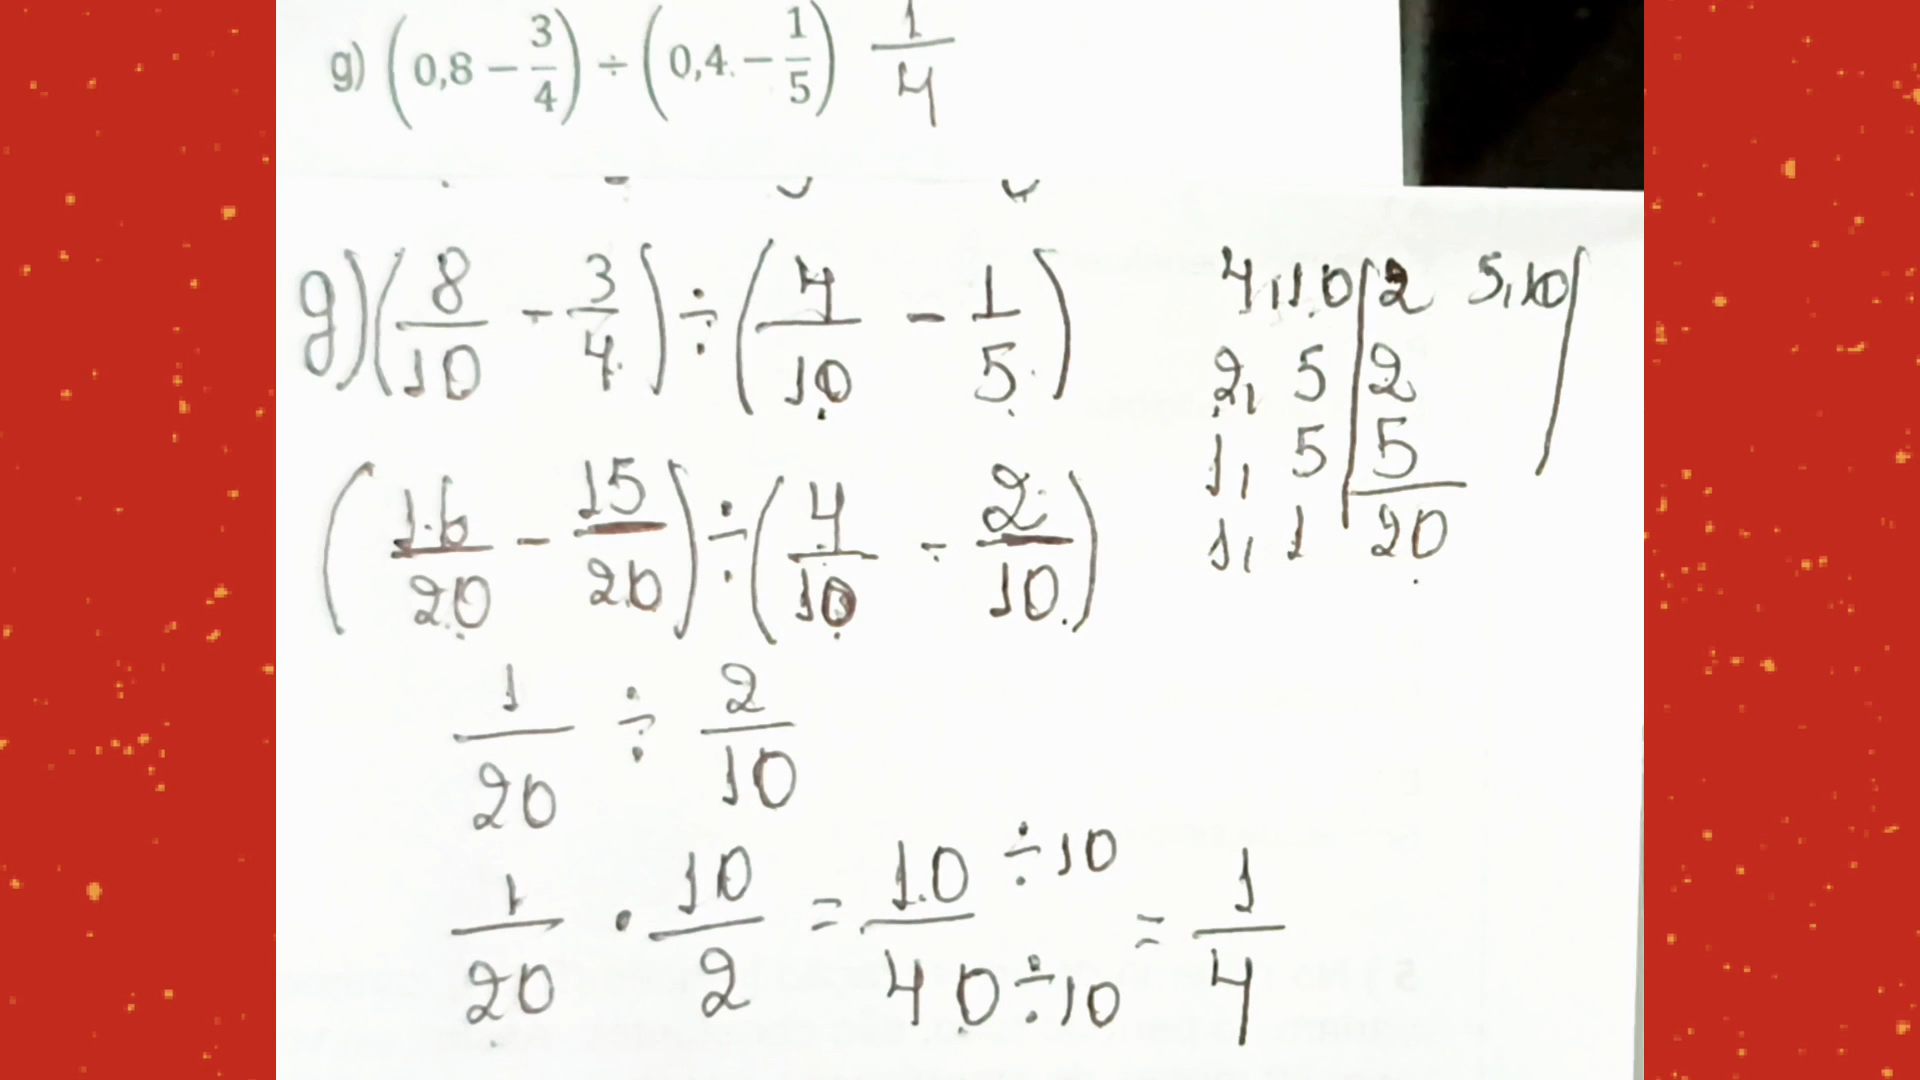 g) (0,8 − 3/4) ÷ (0,4 − 1/5) 1/4
g) (8/10 - 3/4) ÷ (4/10 - 1/5)
4,10 | 2 5,10 |
2, 5 | 2
1, 5 | 5
1, 1 20
(16/20 - 15/20) ÷ (4/10 - 2/10)
1/20 ÷ 2/10
1/20 · 10/2 = 10÷10/40÷10 = 1/4